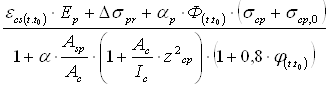 ε_cs(t.t₀) · E_p + Δσ_pr + α_p · Φ_(t.t₀) · (σ_cp + σ_cp,0)
1 + α · A_sp / A_c · (1 + A_c / I_c · z²_cp) · (1 + 0,8 · φ_(t.t₀))